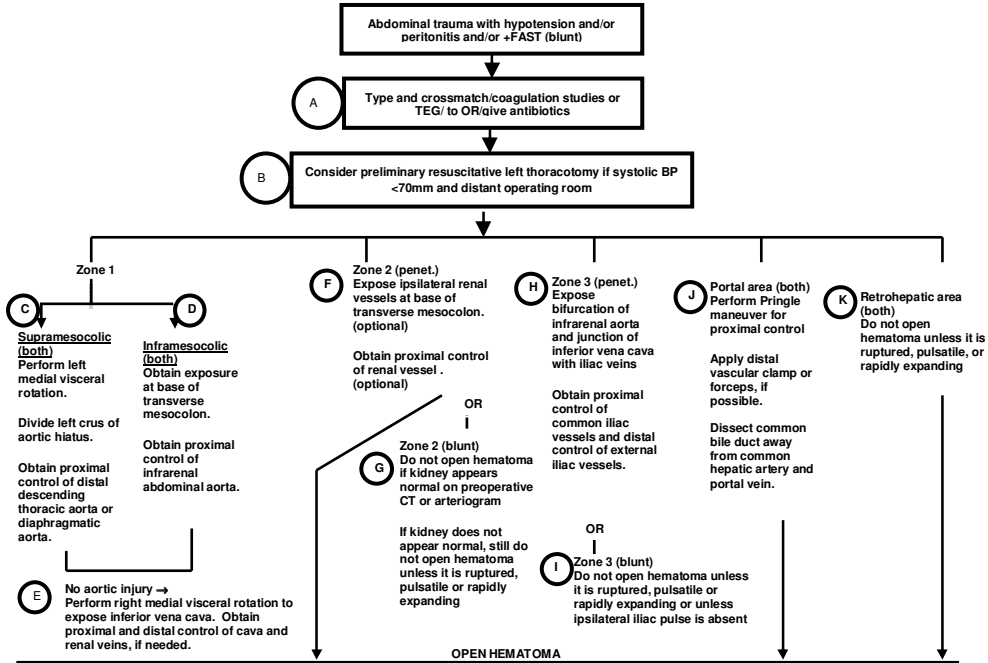 Abdominal trauma with hypotension and/or
peritonitis and/or +FAST (blunt)
A
Type and crossmatch/coagulation studies or
TEG/ to OR/give antibiotics
B
Consider preliminary resuscitative left thoracotomy if systolic BP
<70mm and distant operating room
Zone 1
C
D
Supramesocolic
(both)
Perform left
medial visceral
rotation.
Divide left crus of
aortic hiatus.
Obtain proximal
control of distal
descending
thoracic aorta or
diaphragmatic
aorta.
Inframesocolic
(both)
Obtain exposure
at base of
transverse
mesocolon.
Obtain proximal
control of
infrarenal
abdominal aorta.
E
No aortic injury →
Perform right medial visceral rotation to
expose inferior vena cava. Obtain
proximal and distal control of cava and
renal veins, if needed.
F
Zone 2 (penet.)
Expose ipsilateral renal
vessels at base of
transverse mesocolon.
(optional)
Obtain proximal control
of renal vessel .
(optional)
OR
G
Zone 2 (blunt)
Do not open hematoma
if kidney appears
normal on preoperative
CT or arteriogram
If kidney does not
appear normal, still do
not open hematoma
unless it is ruptured,
pulsatile or rapidly
expanding
H
Zone 3 (penet.)
Expose
bifurcation of
infrarenal aorta
and junction of
inferior vena cava
with iliac veins
Obtain proximal
control of
common iliac
vessels and distal
control of external
iliac vessels.
OR
I
Zone 3 (blunt)
Do not open hematoma unless
it is ruptured, pulsatile or
rapidly expanding or unless
ipsilateral iliac pulse is absent
J
Portal area (both)
Perform Pringle
maneuver for
proximal control
Apply distal
vascular clamp or
forceps, if
possible.
Dissect common
bile duct away
from common
hepatic artery and
portal vein.
K
Retrohepatic area
(both)
Do not open
hematoma unless it is
ruptured, pulsatile, or
rapidly expanding
OPEN HEMATOMA